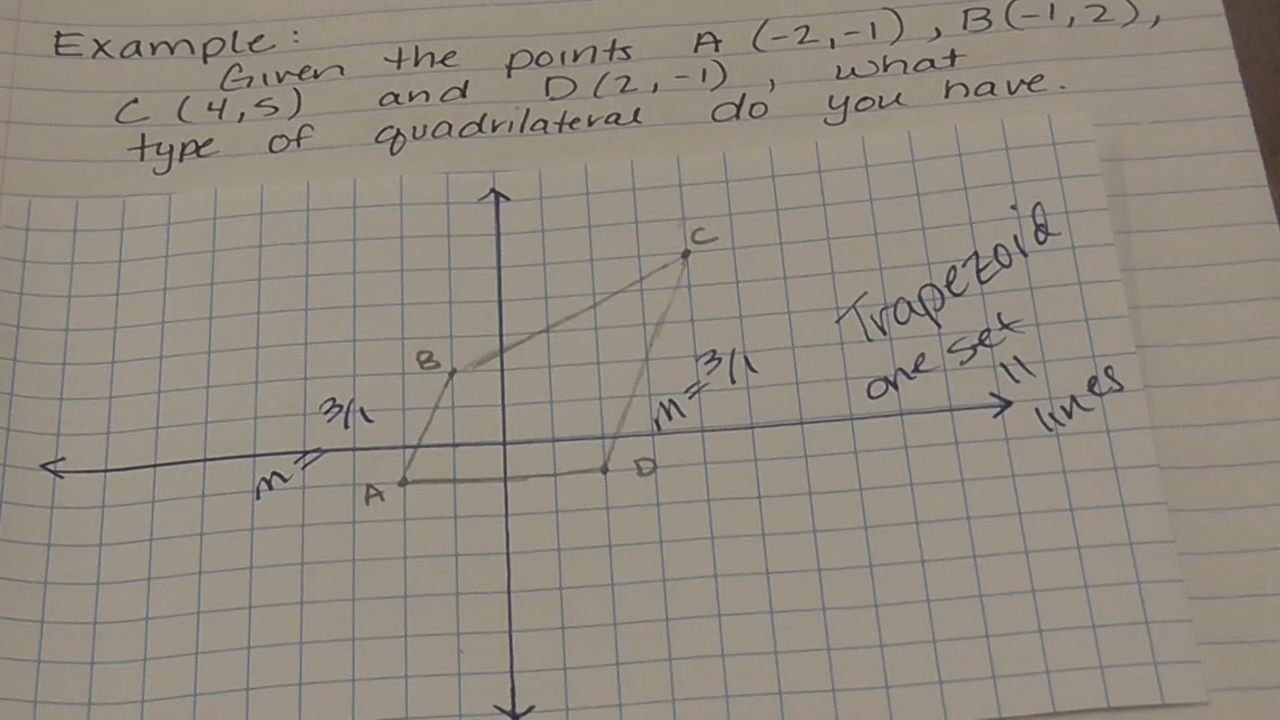 Example:
Given the points A (-2,-1), B(-1,2),
C (4,5) and D(2,-1), what
type of quadrilateral do you have.
C
B
A
D
m= 3/1
m= 3/1
Trapezoid
one set
||
lines